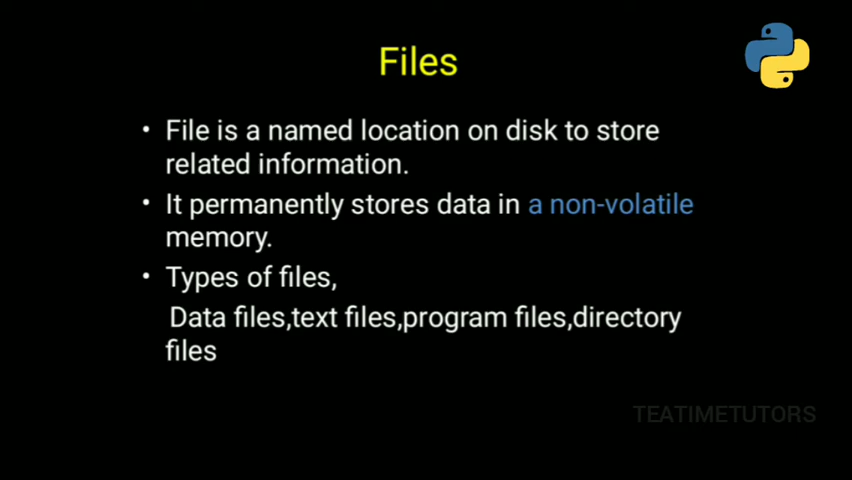 Files
• File is a named location on disk to store
related information.
• It permanently stores data in a non-volatile
memory.
• Types of files,
Data files,text files,program files,directory
files
TEATIMETUTORS